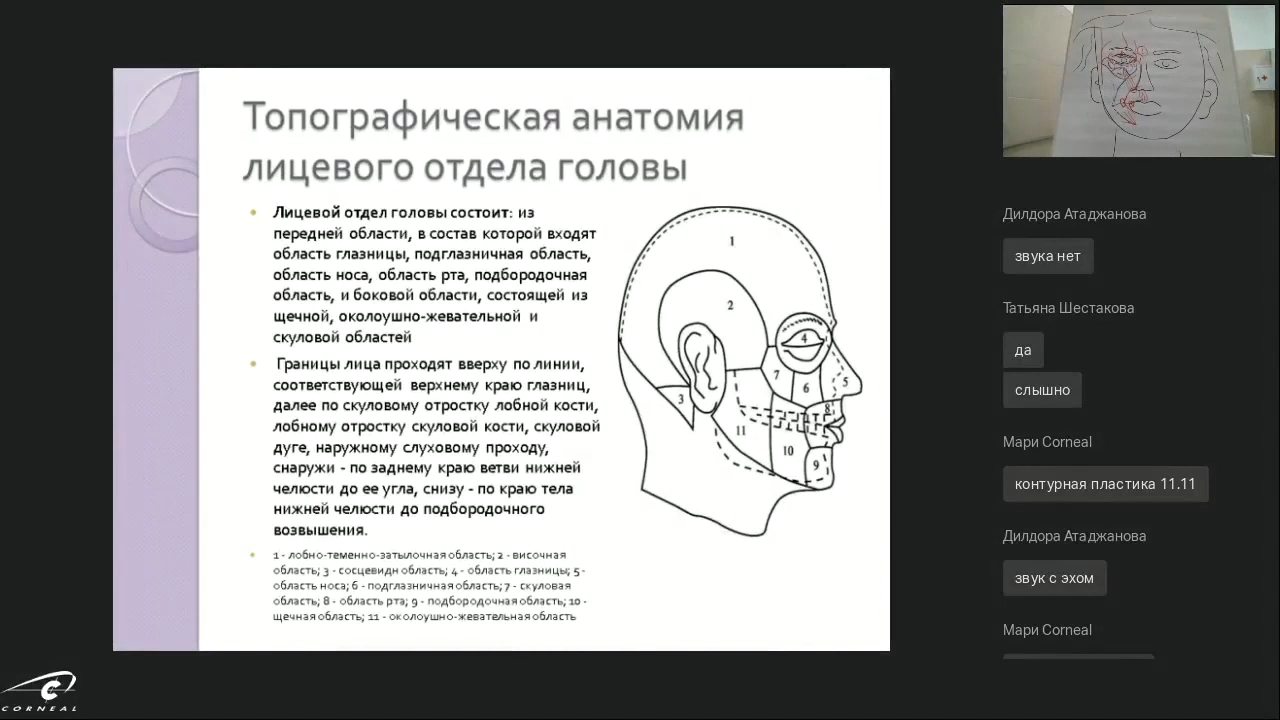 Топографическая анатомия
лицевого отдела головы
Лицевой отдел головы состоит: из
передней области, в состав которой входят
область глазницы, подглазничная область,
область носа, область рта, подбородочная
область, и боковой области, состоящей из
щечной, околоушно-жевательной и
скуловой областей
Границы лица проходят вверху по линии,
соответствующей верхнему краю глазниц,
далее по скуловому отростку лобной кости,
лобному отростку скуловой кости, скуловой
дуге, наружному слуховому проходу,
снаружи - по заднему краю ветви нижней
челюсти до ее угла, снизу - по краю тела
нижней челюсти до подбородочного
возвышения.
1 - лобно-теменно-затылочная область; 2 - височная
область; 3 - сосцевидн область; 4 - область глазницы; 5 -
область носа; 6 - подглазничная область; 7 - скуловая
область; 8 - область рта; 9 - подбородочная область; 10 -
щечная область; 11 - околоушно-жевательная область
1
2
4
7
6
5
3
8
11
10
9
Дилдора Атаджанова
звука нет
Татьяна Шестакова
да
слышно
Мари Corneal
контурная пластика 11.11
Дилдора Атаджанова
звук с эхом
Мари Corneal
CORNEAL